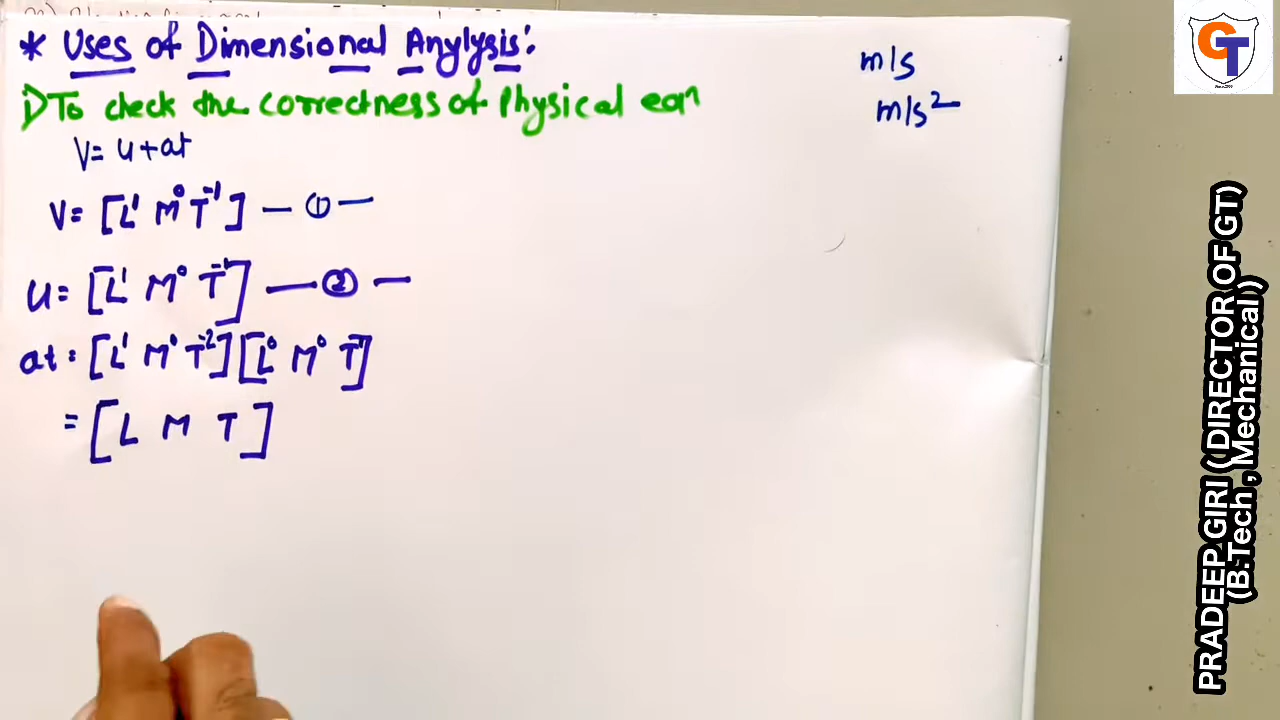 * Uses of Dimensional Anylysis:
1) To check the correctness of Physical eqn
V = u + at
V = [L¹ M⁰ T⁻¹] — ① —
u = [L¹ M⁰ T⁻¹] — ② —
at = [L¹ M⁰ T⁻²] [L⁰ M⁰ T¹]
= [L M T]
m/s
m/s²
GT
PRADEEP GIRI ( DIRECTOR OF GT)
(B.Tech , Mechanical )